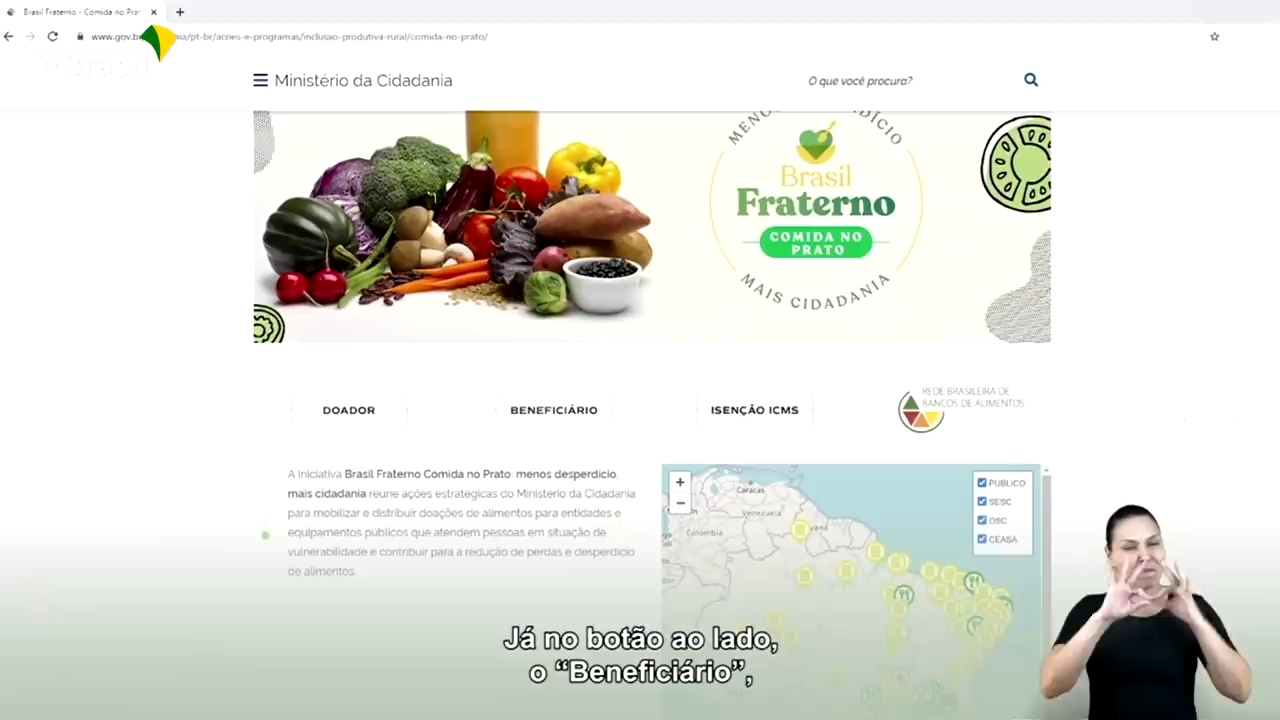 Brasil Fraterno - Comida no Pra
www.gov.b
ia/pt-br/acoes-e-programas/inclusao-produtiva-rural/comida-no-prato/
Brasil
Ministério da Cidadania
O que você procura?
Brasil
Fraterno
COMIDA NO
PRATO
MAIS CIDADANIA
DOADOR
BENEFICIÁRIO
ISENÇÃO ICMS
REDE BRASILEIRA DE
BANCOS DE ALIMENTOS
A Iniciativa Brasil Fraterno Comida no Prato: menos desperdício,
mais cidadania reúne ações estratégicas do Ministério da Cidadania
para mobilizar e distribuir doações de alimentos para entidades e
equipamentos públicos que atendem pessoas em situação de
vulnerabilidade e contribuir para a redução de perdas e desperdício
de alimentos.
+
−
Caracas
Venezuela
Colombia
PUBLICO
SESC
OSC
CEASA
Já no botão ao lado,
o “Beneficiário”,